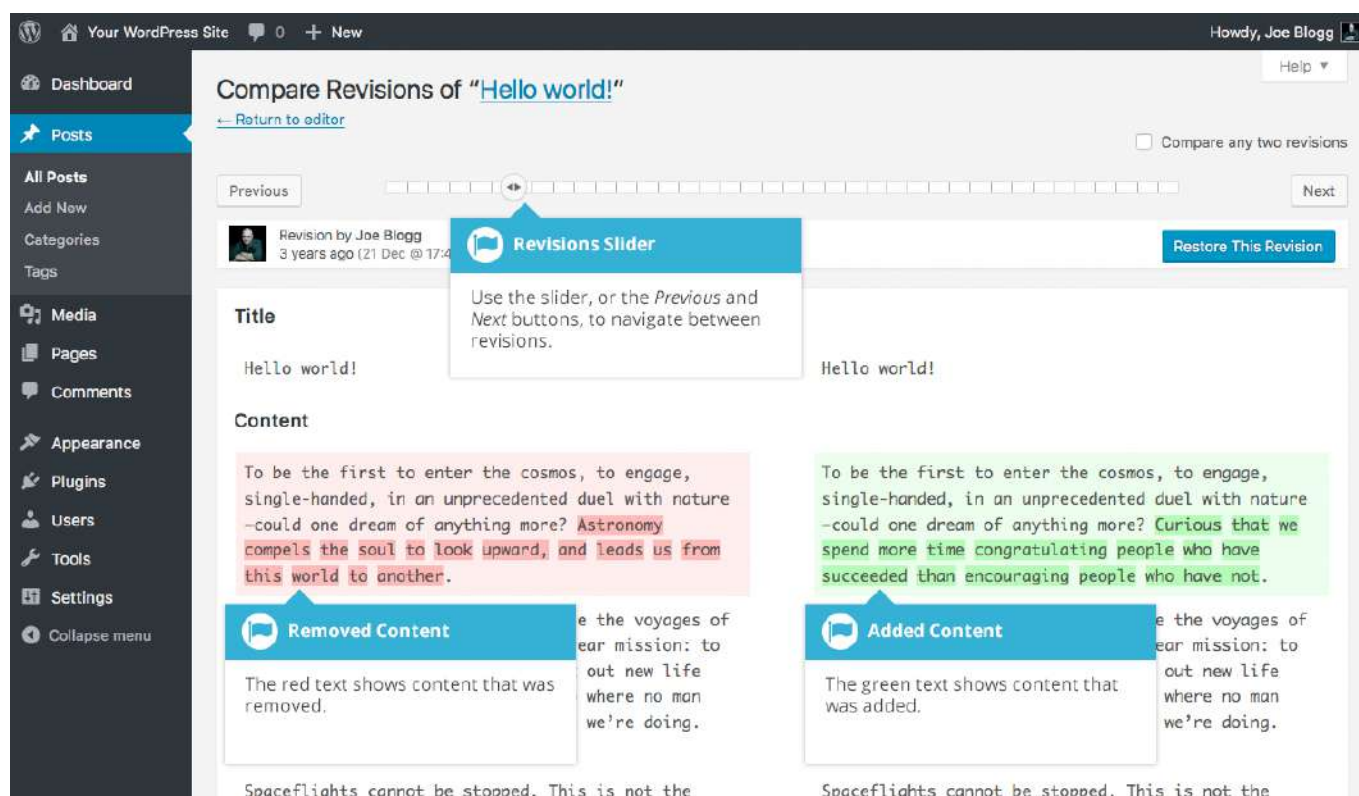 Your WordPress Site 0 + New Howdy, Joe Blogg
Help ▼
Dashboard
Posts
All Posts
Add New
Categories
Tags
Media
Pages
Comments
Appearance
Plugins
Users
Tools
Settings
Collapse menu
Compare Revisions of “Hello world!”
← Return to editor
Compare any two revisions
Previous
Next
Revision by Joe Blogg
3 years ago (21 Dec @ 17:4
Restore This Revision
Revisions Slider
Use the slider, or the Previous and
Next buttons, to navigate between
revisions.
Title
Hello world!
Hello world!
Content
To be the first to enter the cosmos, to engage,
single-handed, in an unprecedented duel with nature
—could one dream of anything more? Astronomy
compels the soul to look upward, and leads us from
this world to another.
To be the first to enter the cosmos, to engage,
single-handed, in an unprecedented duel with nature
—could one dream of anything more? Curious that we
spend more time congratulating people who have
succeeded than encouraging people who have not.
Removed Content
The red text shows content that was
removed.
e the voyages of
ear mission: to
out new life
where no man
we’re doing.
Added Content
The green text shows content that
was added.
e the voyages of
ear mission: to
out new life
where no man
we’re doing.
Spaceflights cannot be stopped. This is not the
Spaceflights cannot be stopped. This is not the